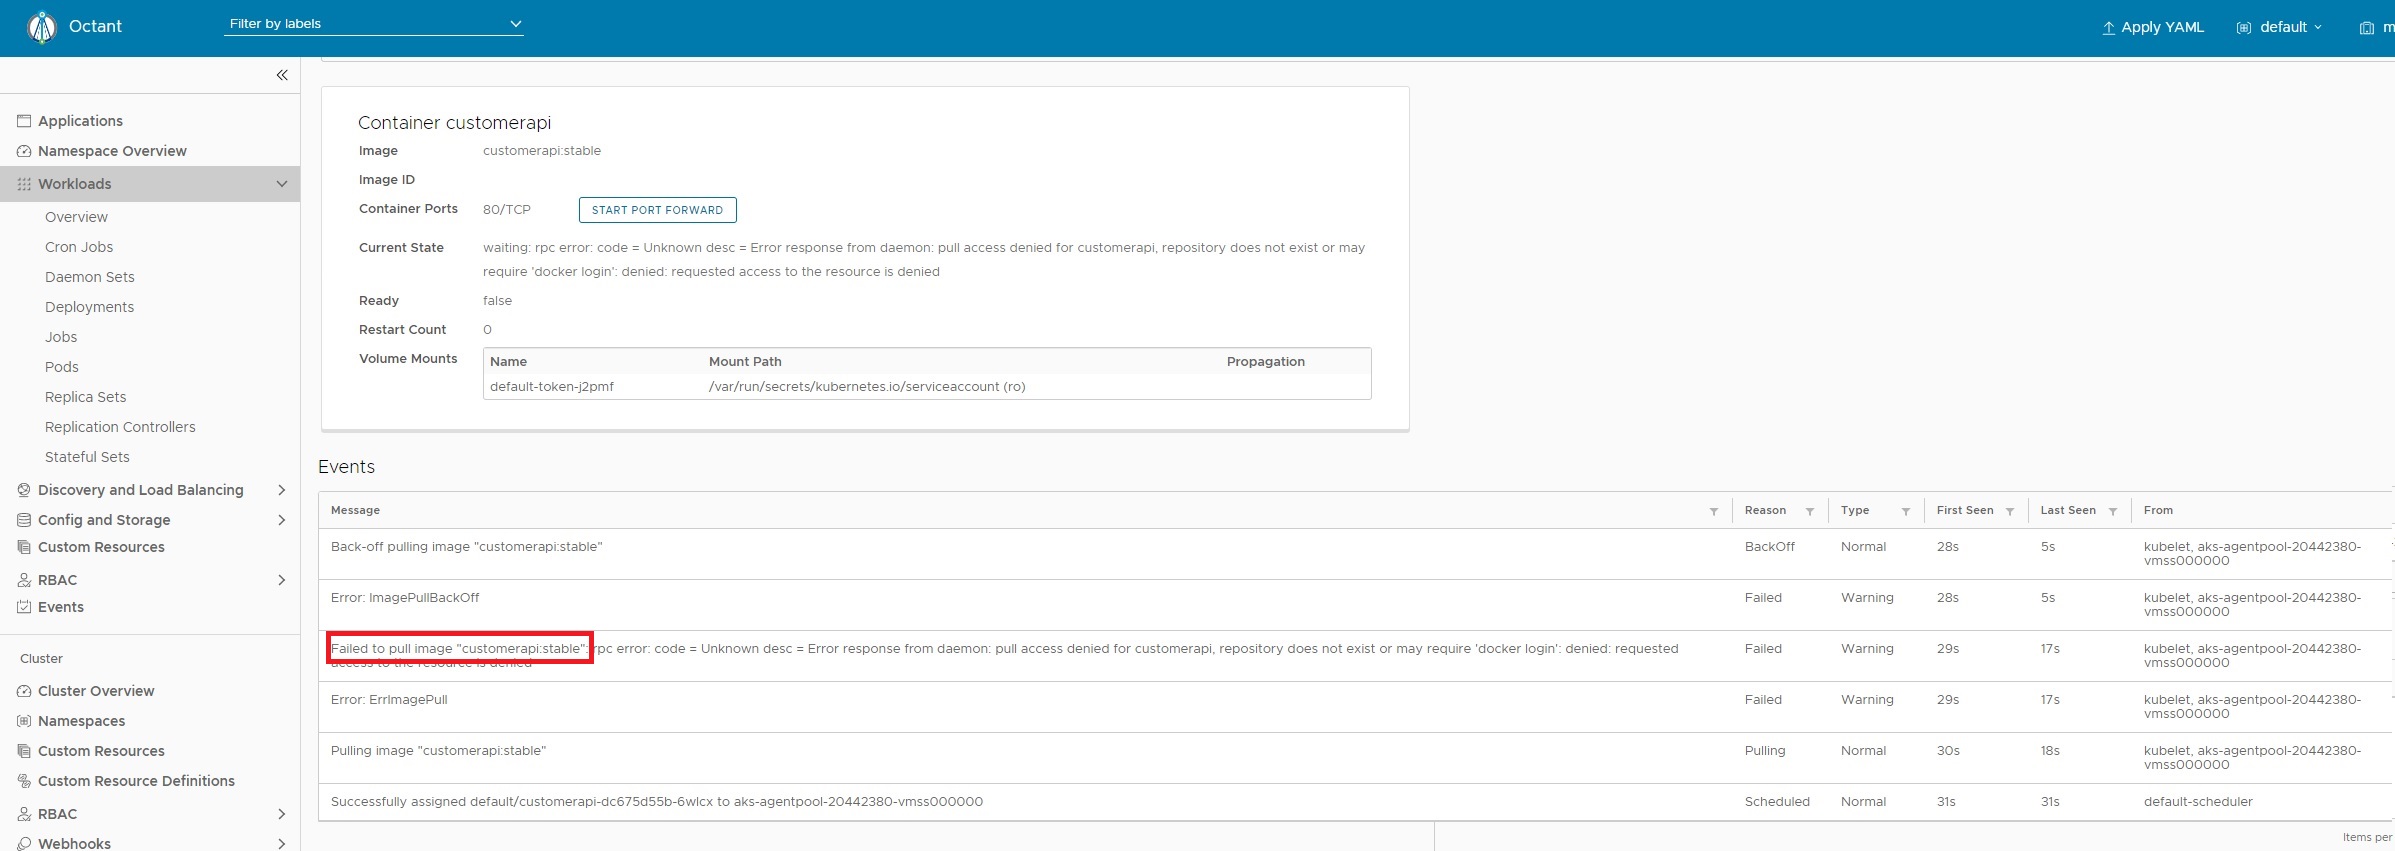 Octant
Filter by labels
Apply YAML
default
m
Applications
Namespace Overview
Workloads
Overview
Cron Jobs
Daemon Sets
Deployments
Jobs
Pods
Replica Sets
Replication Controllers
Stateful Sets
Discovery and Load Balancing
Config and Storage
Custom Resources
RBAC
Events
Cluster
Cluster Overview
Namespaces
Custom Resources
Custom Resource Definitions
RBAC
Webhooks
Container customerapi
Image customerapi:stable
Image ID
Container Ports 80/TCP START PORT FORWARD
Current State waiting: rpc error: code = Unknown desc = Error response from daemon: pull access denied for customerapi, repository does not exist or may
require 'docker login': denied: requested access to the resource is denied
Ready false
Restart Count 0
Volume Mounts Name Mount Path Propagation
default-token-j2pmf /var/run/secrets/kubernetes.io/serviceaccount (ro)
Events
Message Reason Type First Seen Last Seen From
Back-off pulling image "customerapi:stable" BackOff Normal 28s 5s kubelet, aks-agentpool-20442380-
vmss000000
Error: ImagePullBackOff Failed Warning 28s 5s kubelet, aks-agentpool-20442380-
vmss000000
Failed to pull image "customerapi:stable": rpc error: code = Unknown desc = Error response from daemon: pull access denied for customerapi, repository does not exist or may require 'docker login': denied: requested Failed Warning 29s 17s kubelet, aks-agentpool-20442380-
access to the resource is denied vmss000000
Error: ErrImagePull Failed Warning 29s 17s kubelet, aks-agentpool-20442380-
vmss000000
Pulling image "customerapi:stable" Pulling Normal 30s 18s kubelet, aks-agentpool-20442380-
vmss000000
Successfully assigned default/customerapi-dc675d55b-6wlcx to aks-agentpool-20442380-vmss000000 Scheduled Normal 31s 31s default-scheduler
Items per